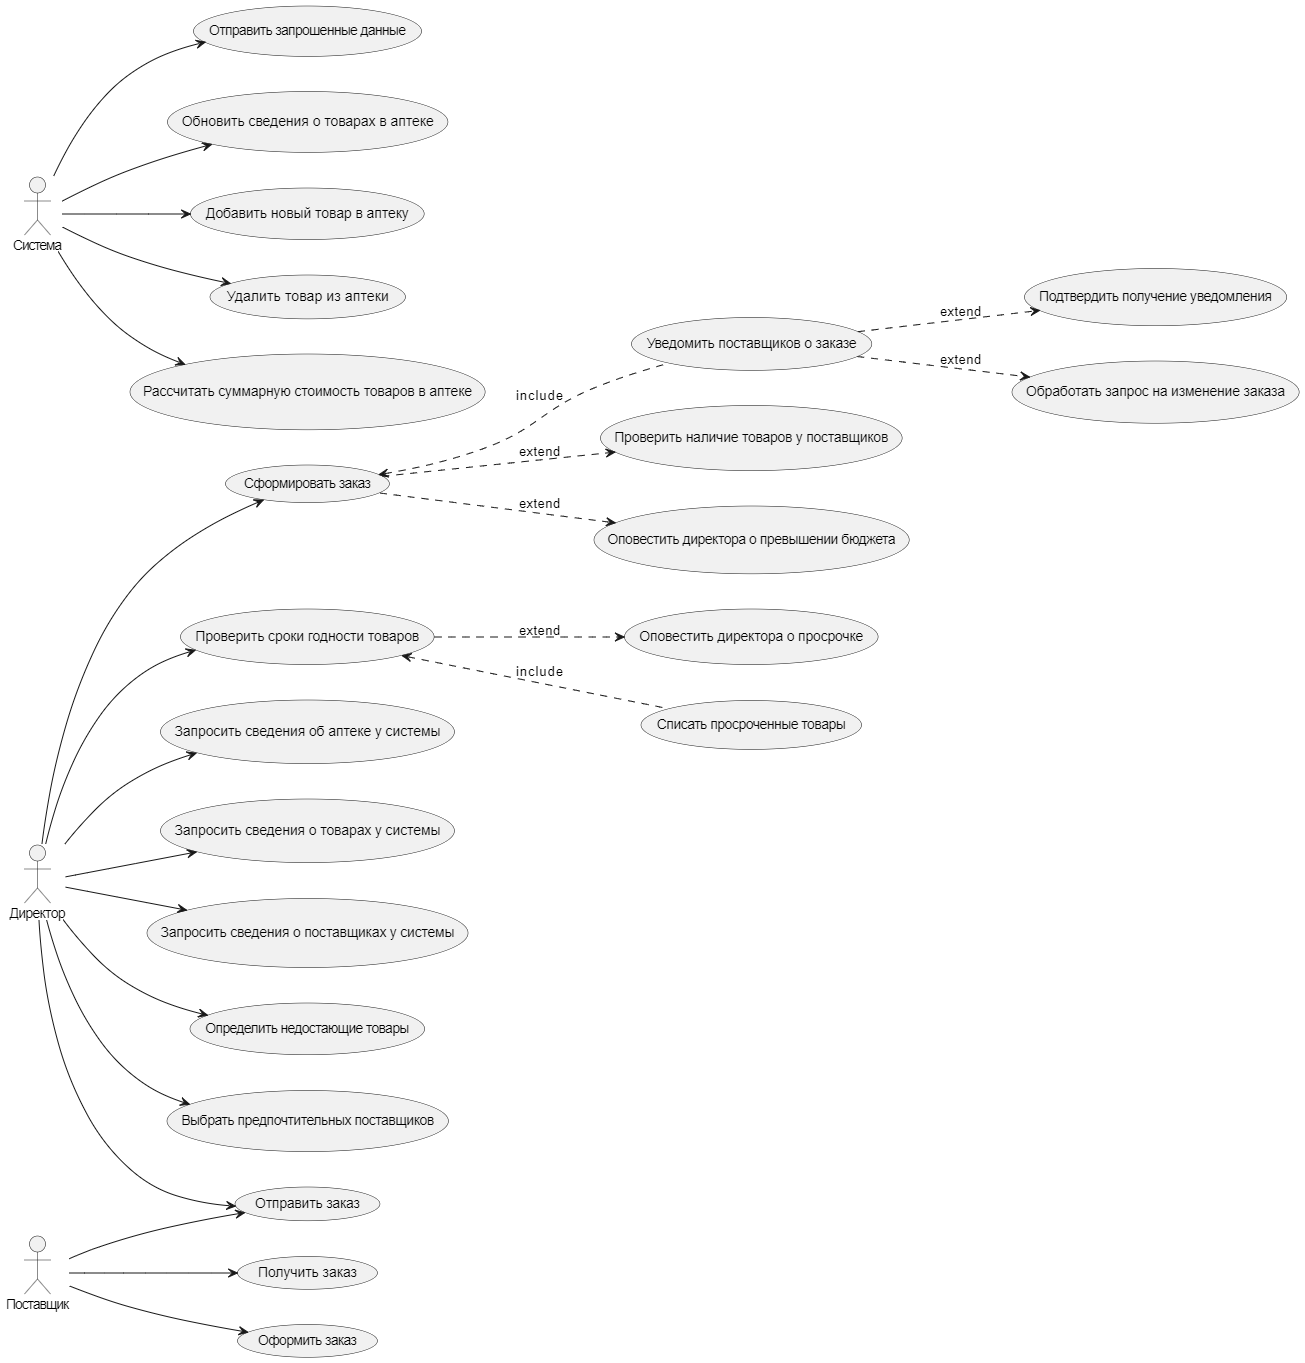 Отправить запрошенные данные
Обновить сведения о товарах в аптеке
Добавить новый товар в аптеку
Система
Удалить товар из аптеки
Подтвердить получение уведомления
extend
Уведомить поставщиков о заказе
extend
Рассчитать суммарную стоимость товаров в аптеке
Обработать запрос на изменение заказа
include
Проверить наличие товаров у поставщиков
extend
Сформировать заказ
extend
Оповестить директора о превышении бюджета
Проверить сроки годности товаров
extend
Оповестить директора о просрочке
include
Списать просроченные товары
Запросить сведения об аптеке у системы
Запросить сведения о товарах у системы
Директор
Запросить сведения о поставщиках у системы
Определить недостающие товары
Выбрать предпочтительных поставщиков
Отправить заказ
Получить заказ
Поставщик
Оформить заказ